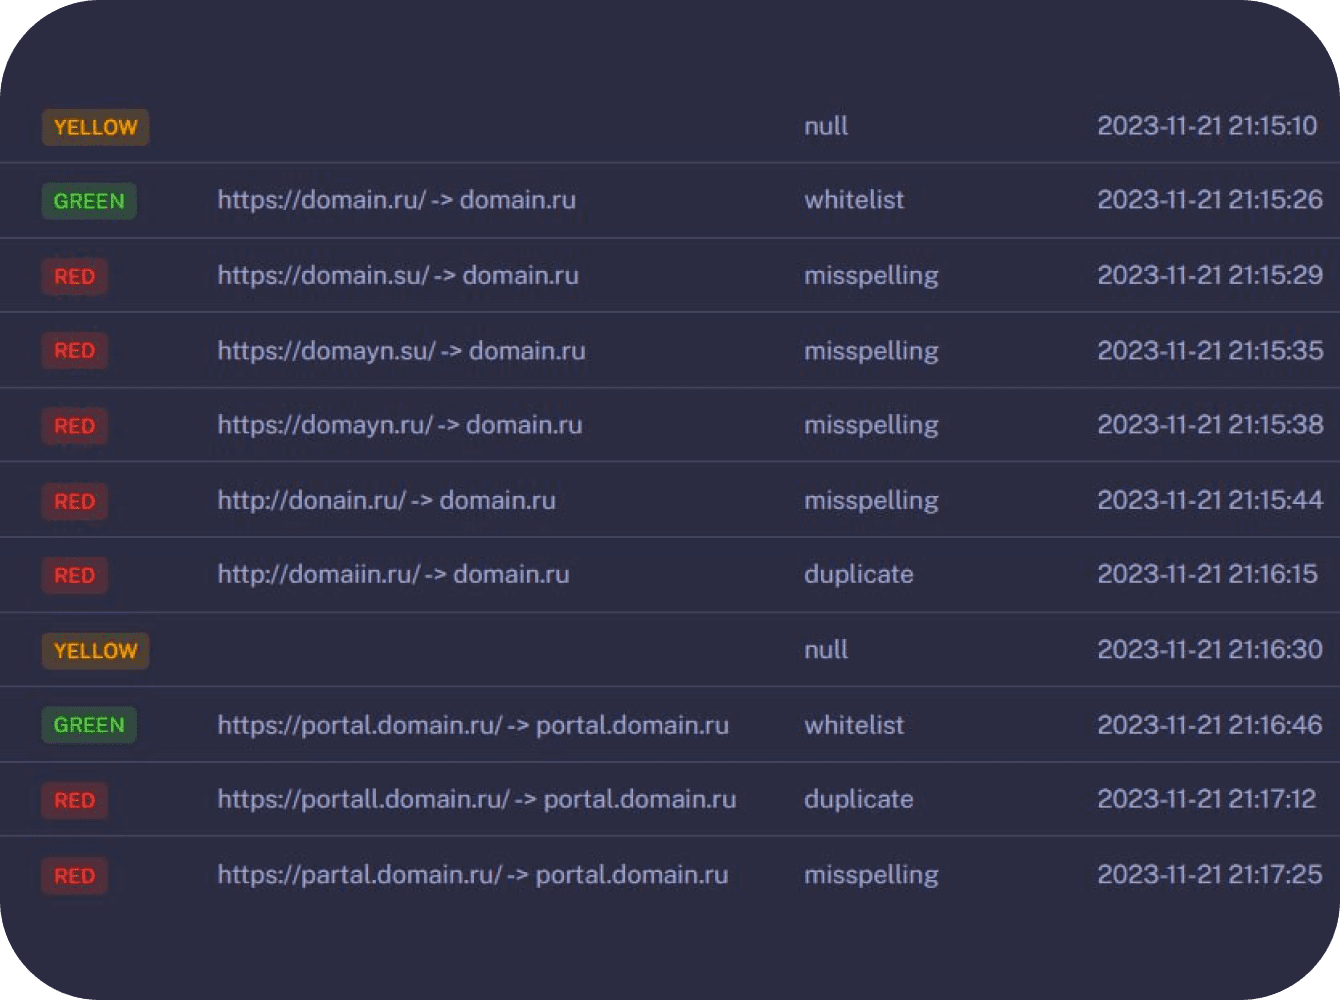 YELLOW null 2023-11-21 21:15:10
GREEN https://domain.ru/ -> domain.ru whitelist 2023-11-21 21:15:26
RED https://domain.su/ -> domain.ru misspelling 2023-11-21 21:15:29
RED https://domayn.su/ -> domain.ru misspelling 2023-11-21 21:15:35
RED https://domayn.ru/ -> domain.ru misspelling 2023-11-21 21:15:38
RED http://donain.ru/ -> domain.ru misspelling 2023-11-21 21:15:44
RED http://domaiin.ru/ -> domain.ru duplicate 2023-11-21 21:16:15
YELLOW null 2023-11-21 21:16:30
GREEN https://portal.domain.ru/ -> portal.domain.ru whitelist 2023-11-21 21:16:46
RED https://portall.domain.ru/ -> portal.domain.ru duplicate 2023-11-21 21:17:12
RED https://partal.domain.ru/ -> portal.domain.ru misspelling 2023-11-21 21:17:25